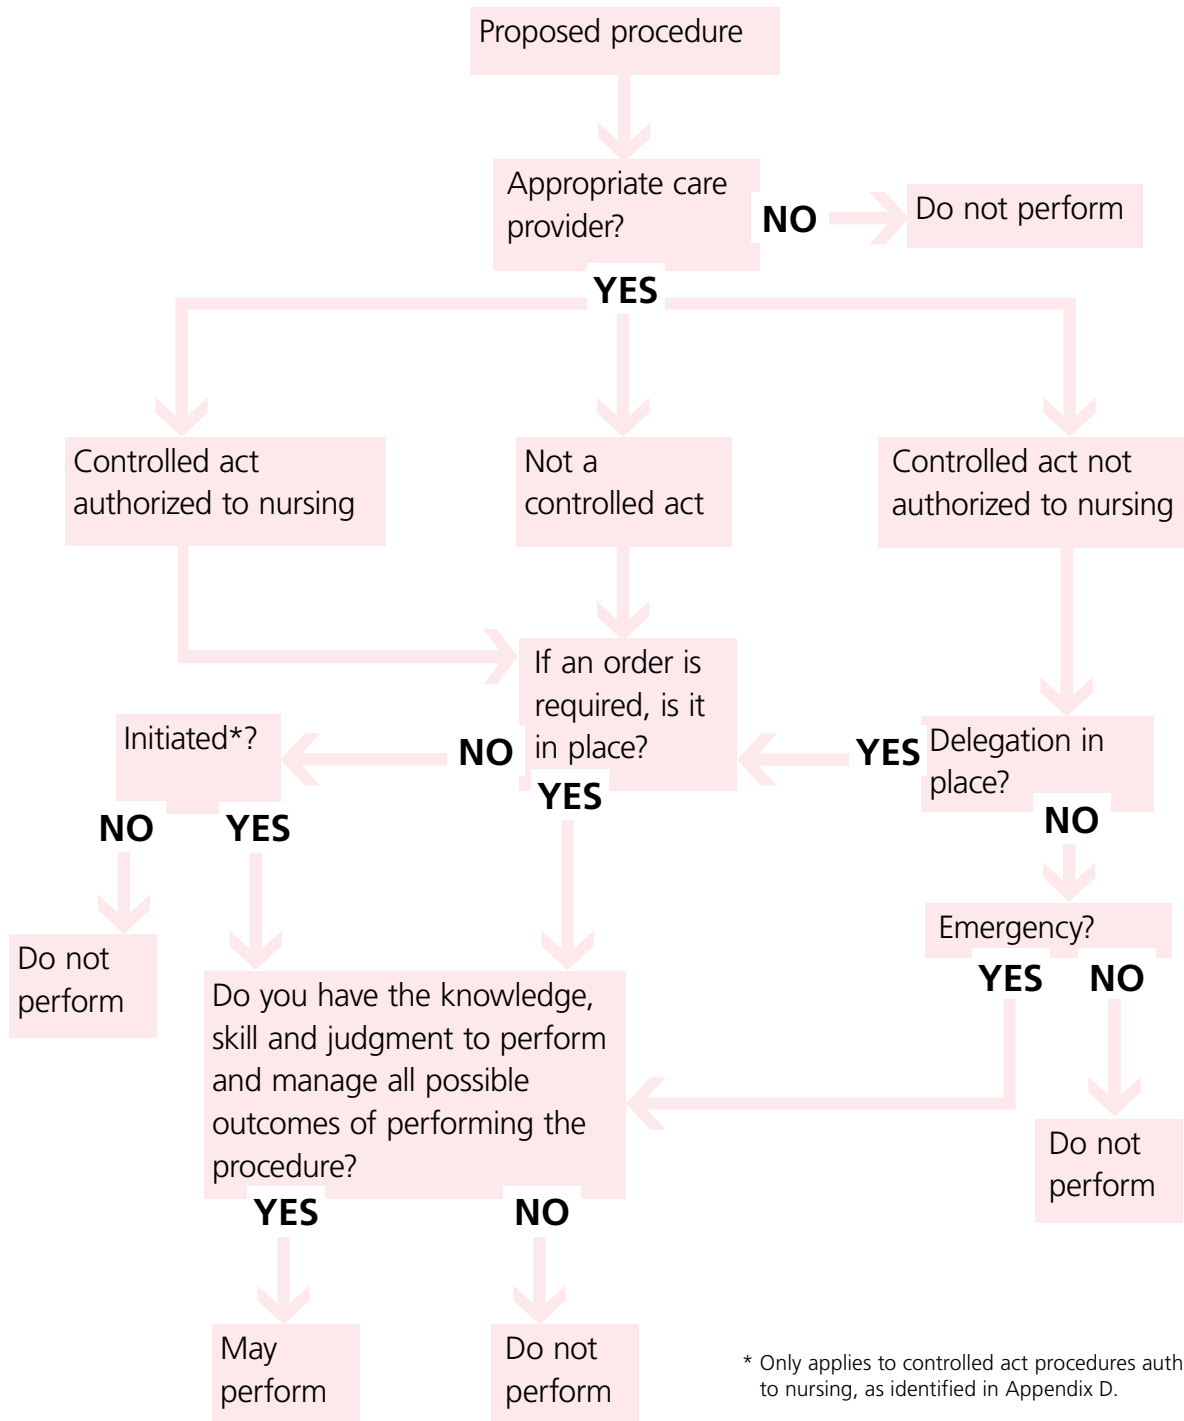 Proposed procedure
Appropriate care
provider?
NO
Do not perform
YES
Controlled act
authorized to nursing
Not a
controlled act
Controlled act not
authorized to nursing
If an order is
required, is it
in place?
Initiated*?
NO
YES
YES
Delegation in
place?
NO
NO
YES
Do not
perform
Emergency?
YES
NO
Do you have the knowledge,
skill and judgment to perform
and manage all possible
outcomes of performing the
procedure?
Do not
perform
YES
NO
May
perform
Do not
perform
* Only applies to controlled act procedures auth
to nursing, as identified in Appendix D.